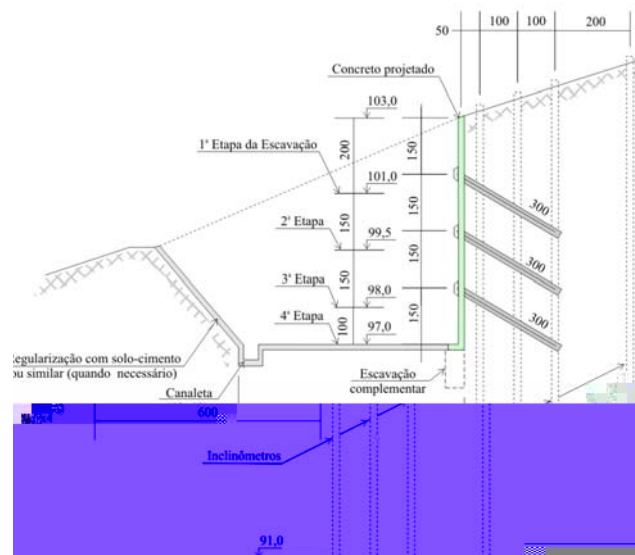 100
100
200
50
Concreto projetado
103,0
1ª Etapa da Escavação
200
150
101,0
300
2ª Etapa
150
99,5
150
300
3ª Etapa
150
98,0
150
300
4ª Etapa
100
97,0
150
Regularização com solo-cimento
ou similar (quando necessário)
Canaleta
Escavação
complementar
600
Inclinômetros
91,0